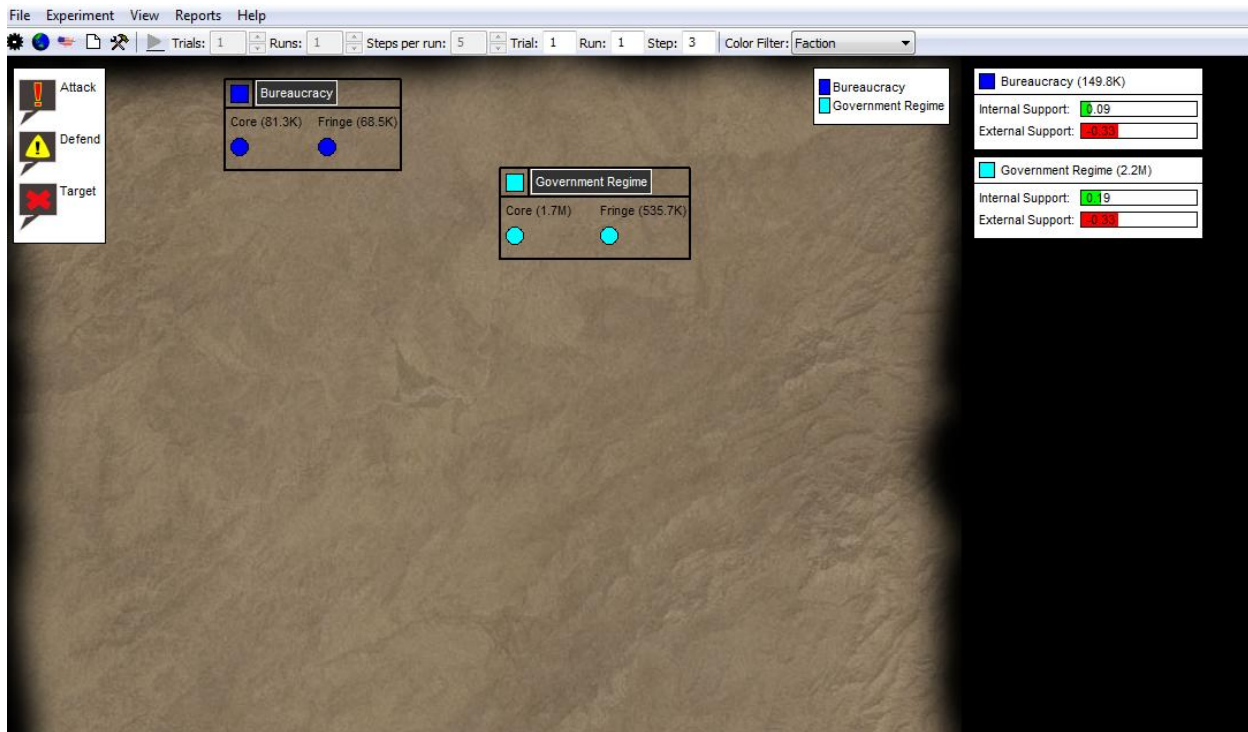 File Experiment View Reports Help
Trials: 1 Runs: 1 Steps per run: 5 Trial: 1 Run: 1 Step: 3 Color Filter: Faction
Attack
Defend
Target
Bureaucracy
Core (81.3K) Fringe (68.5K)
Government Regime
Core (1.7M) Fringe (535.7K)
Bureaucracy
Government Regime
Bureaucracy (149.8K)
Internal Support: 0.09
External Support: -0.33
Government Regime (2.2M)
Internal Support: 0.19
External Support: -0.33